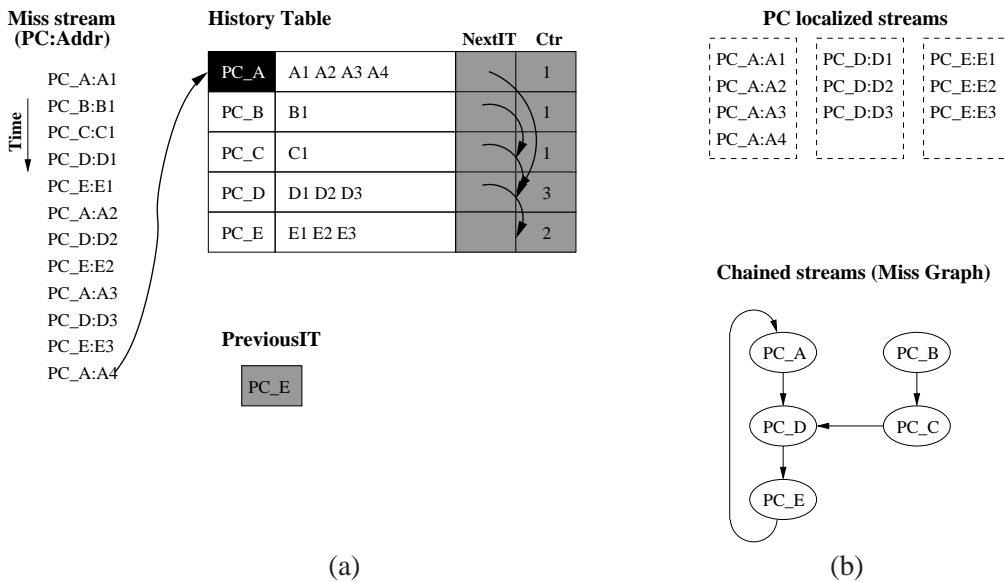 Miss stream
(PC:Addr)
PC_A:A1
PC_B:B1
PC_C:C1
PC_D:D1
PC_E:E1
PC_A:A2
PC_D:D2
PC_E:E2
PC_A:A3
PC_D:D3
PC_E:E3
PC_A:A4
Time
History Table
NextIT Ctr
PC_A A1 A2 A3 A4 1
PC_B B1 1
PC_C C1 1
PC_D D1 D2 D3 3
PC_E E1 E2 E3 2
PreviousIT
PC_E
(a)
PC localized streams
PC_A:A1 PC_D:D1 PC_E:E1
PC_A:A2 PC_D:D2 PC_E:E2
PC_A:A3 PC_D:D3 PC_E:E3
PC_A:A4
Chained streams (Miss Graph)
PC_A PC_B
PC_D PC_C
PC_E
(b)